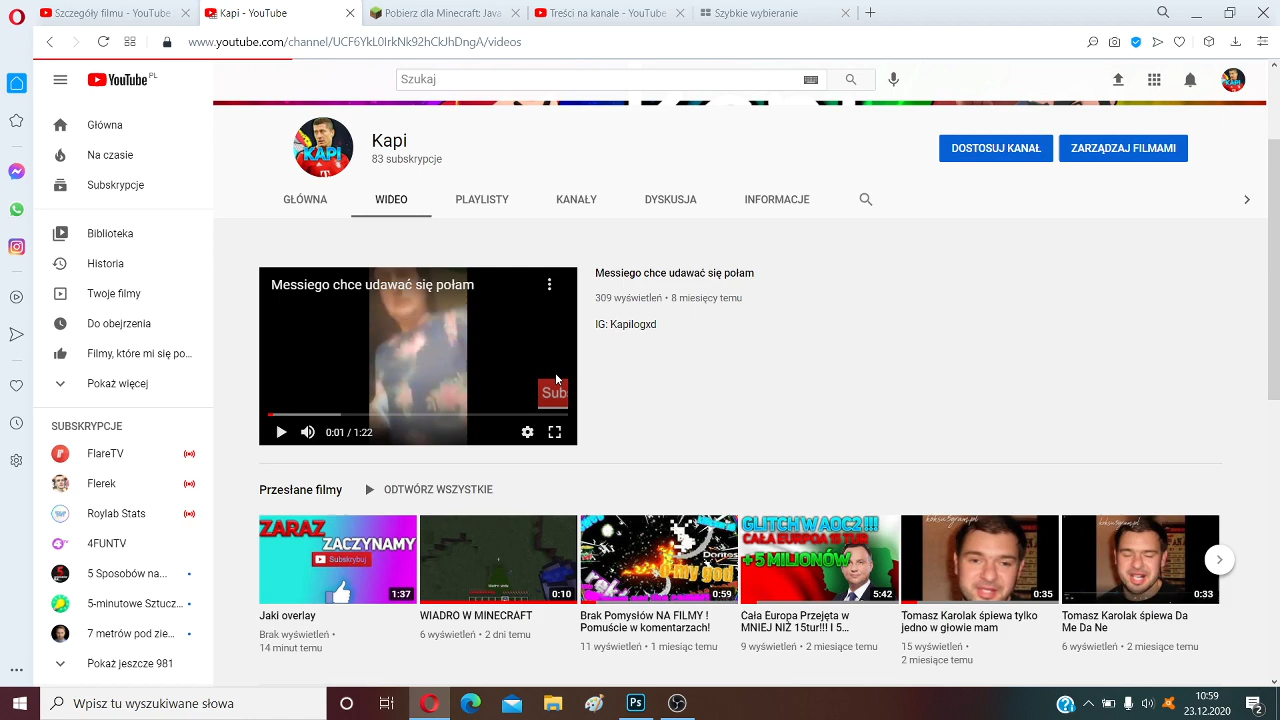 Szczery film - YouTube
Kapi - YouTube
Pobierz dla Minecraft Java
Treści na kanale - YouTube
Szybkie wybieranie
www.youtube.com/channel/UCF6YkL0IrkNk92hCkJhDngA/videos
YouTube PL
Szukaj
Główna
Na czasie
Subskrypcje
Biblioteka
Historia
Twoje filmy
Do obejrzenia
Filmy, które mi się po...
Pokaż więcej
SUBSKRYPCJE
FlareTV
Flerek
Roylab Stats
4FUNTV
5 Sposobów na...
5-minutowe Sztucz...
7 metrów pod zie...
Pokaż jeszcze 981
KAPI
Kapi
83 subskrypcje
DOSTOSUJ KANAŁ
ZARZĄDZAJ FILMAMI
GŁÓWNA
WIDEO
PLAYLISTY
KANAŁY
DYSKUSJA
INFORMACJE
Messiego chce udawać się połam
Sub
0:01 / 1:22
Messiego chce udawać się połam
309 wyświetleń • 8 miesięcy temu
IG: Kapilogxd
Przesłane filmy
ODTWÓRZ WSZYSTKIE
ZARAZ
ZACZYNAMY
Subskrybuj
1:37
Jaki overlay
Brak wyświetleń •
14 minut temu
0:10
WIADRO W MINECRAFT
6 wyświetleń • 2 dni temu
0:59
Brak Pomysłów NA FILMY !
Pomuście w komentarzach!
11 wyświetleń • 1 miesiąc temu
GLITCH W AOC2!!!
CAŁA EURPOA 15 TUR!!
+ 5 MILIONÓW
5:42
Cała Europa Przejęta w
MNIEJ NIŻ 15tur!!! I 5...
9 wyświetleń • 2 miesiące temu
0:35
Tomasz Karolak śpiewa tylko
jedno w głowie mam
15 wyświetleń •
2 miesiące temu
0:33
Tomasz Karolak śpiewa Da
Me Da Ne
6 wyświetleń • 2 miesiące temu
Wpisz tu wyszukiwane słowa
Ps
10:59
23.12.2020
2